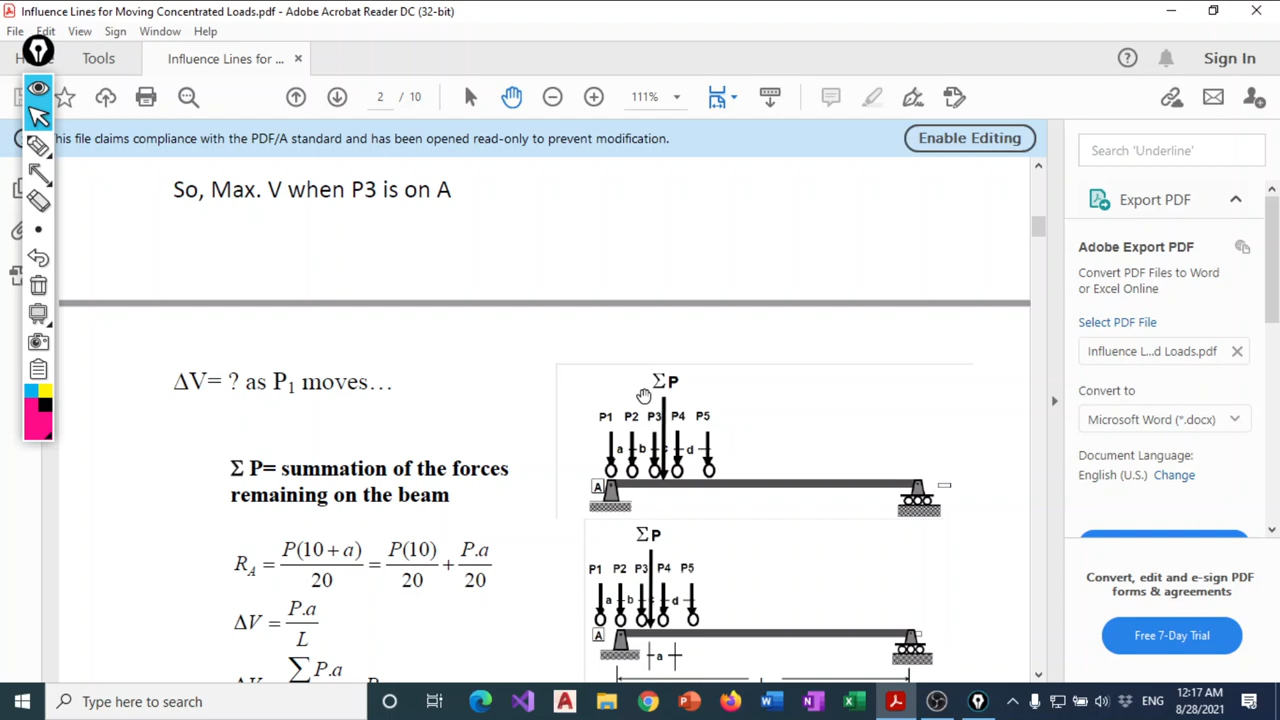 Influence Lines for Moving Concentrated Loads.pdf - Adobe Acrobat Reader DC (32-bit)
File Edit View Sign Window Help
Tools
Influence Lines for ...
Sign In
2 / 10
111%
his file claims compliance with the PDF/A standard and has been opened read-only to prevent modification.
Enable Editing
Search 'Underline'
Export PDF
Adobe Export PDF
Convert PDF Files to Word
or Excel Online
Select PDF File
Influence L...d Loads.pdf
Convert to
Microsoft Word (*.docx)
Document Language:
English (U.S.) Change
Convert, edit and e-sign PDF
forms & agreements
Free 7-Day Trial
So, Max. V when P3 is on A
ΔV= ? as P₁ moves…
Σ P= summation of the forces
remaining on the beam
R_A = P(10 + a)/20 = P(10)/20 + P.a/20
ΔV = P.a/L
∑ P.a
ΣP
P1 P2 P3 P4 P5
a b c d
A
ΣP
P1 P2 P3 P4 P5
a b c d
A
a
Type here to search
ENG
12:17 AM
8/28/2021